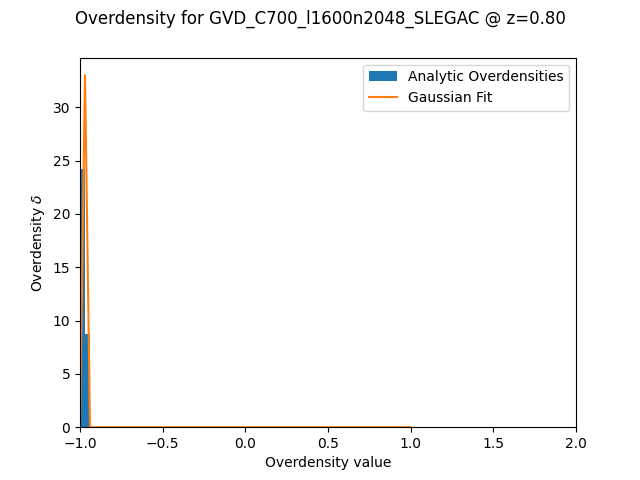 Overdensity for GVD_C700_l1600n2048_SLEGAC @ z=0.80
Analytic Overdensities
Gaussian Fit
Overdensity δ
30
25
20
15
10
5
0
−1.0 −0.5 0.0 0.5 1.0 1.5 2.0
Overdensity value